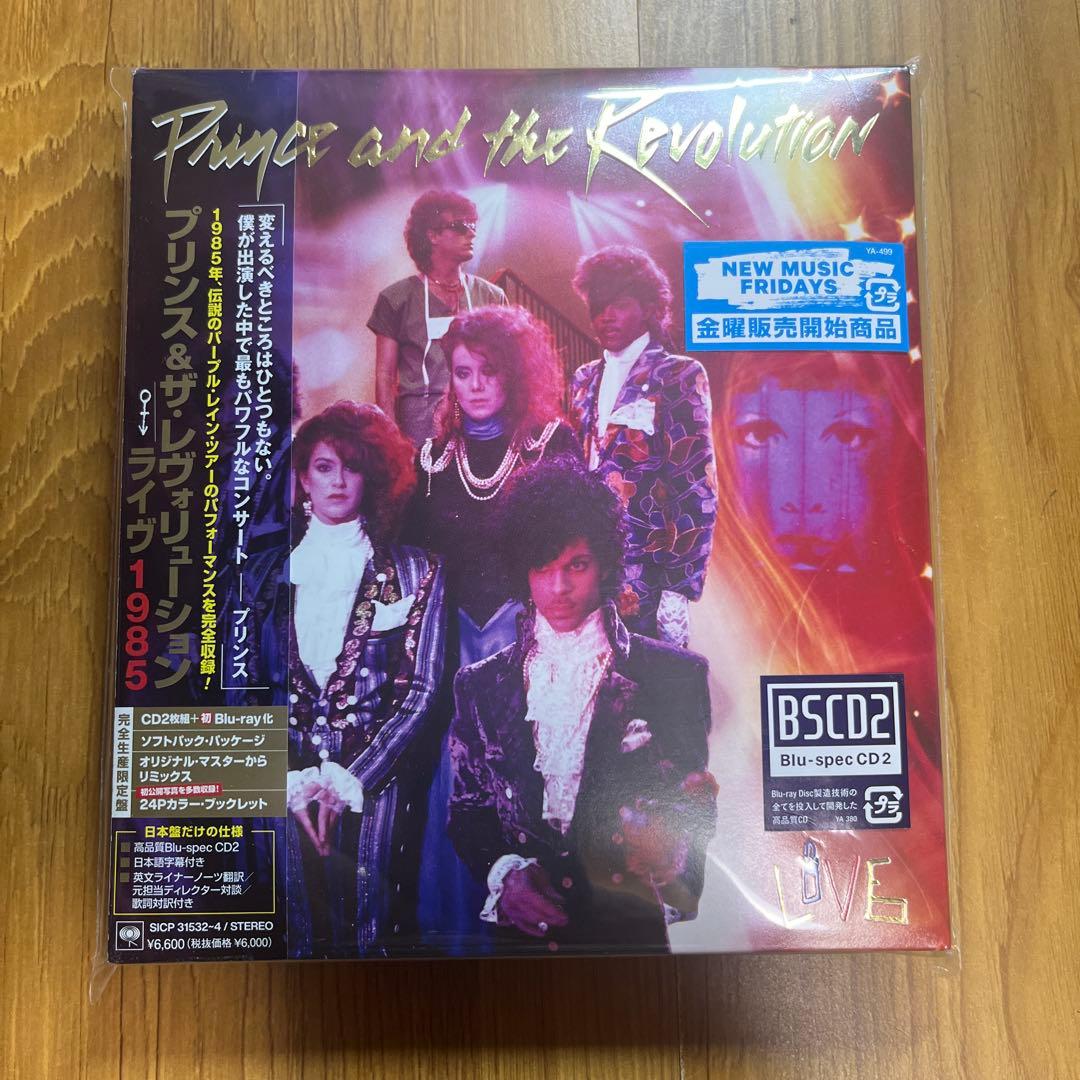 Prince and the Revolution
プリンス&ザ・レヴォリューション
ライヴ1985
1985年、伝説のパープル・レイン・ツアーのパフォーマンスを完全収録!
変えるべきところはひとつもない。
僕が出演した中で最もパワフルなコンサート ── プリンス
YA-499
NEW MUSIC
FRIDAYS
プラ
金曜販売開始商品
完全生産限定盤
CD2枚組+初Blu-ray化
ソフトパック・パッケージ
オリジナル・マスターから
リミックス
初公開写真を多数収録!
24Pカラー・ブックレット
日本盤だけの仕様
■ 高品質Blu-spec CD2
■ 日本語字幕付き
■ 英文ライナーノーツ翻訳/
元担当ディレクター対談/
歌詞対訳付き
SICP 31532~4 / STEREO
¥6,600(税抜価格 ¥6,000)
BSCD2
Blu-spec CD2
Blu-ray Disc製造技術の
全てを投入して開発した
高品質CD
YA 380
プラ
LIVE